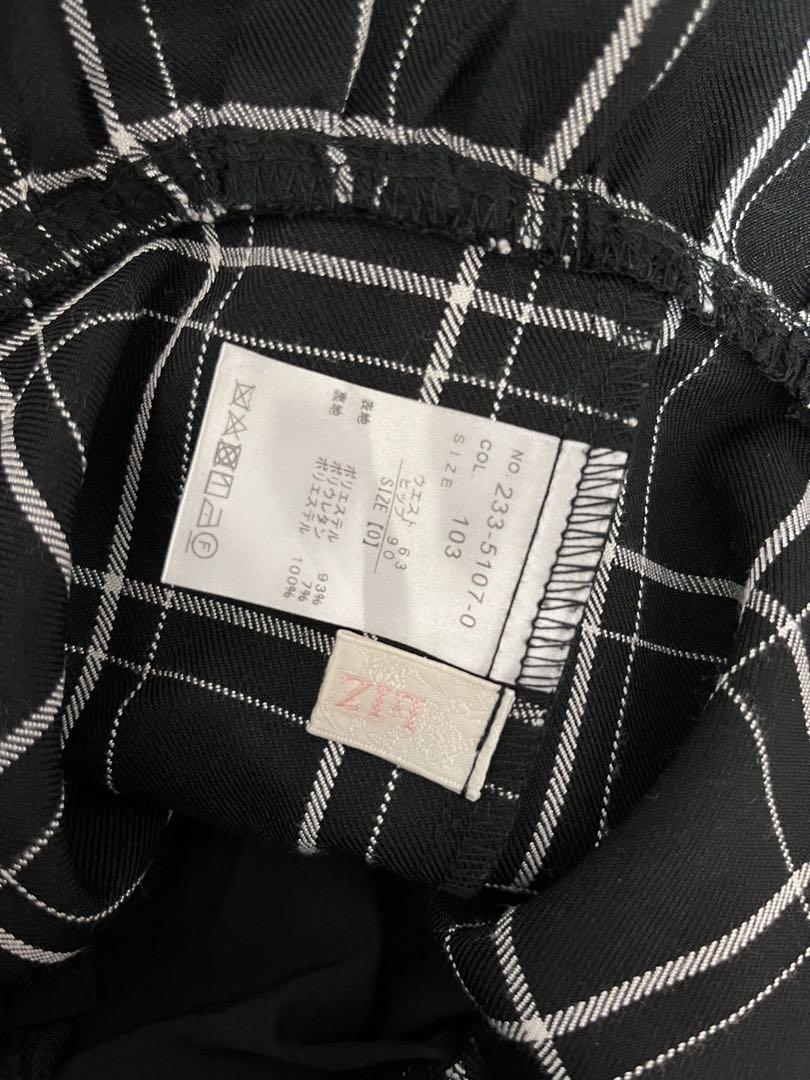 NO. 233-5107-0
COL. 103
SIZE
ウエスト 63
ヒップ 90
SIZE [0]
表地 ポリエステル 93%
ポリウレタン 7%
裏地 ポリエステル 100%
F
LIZ